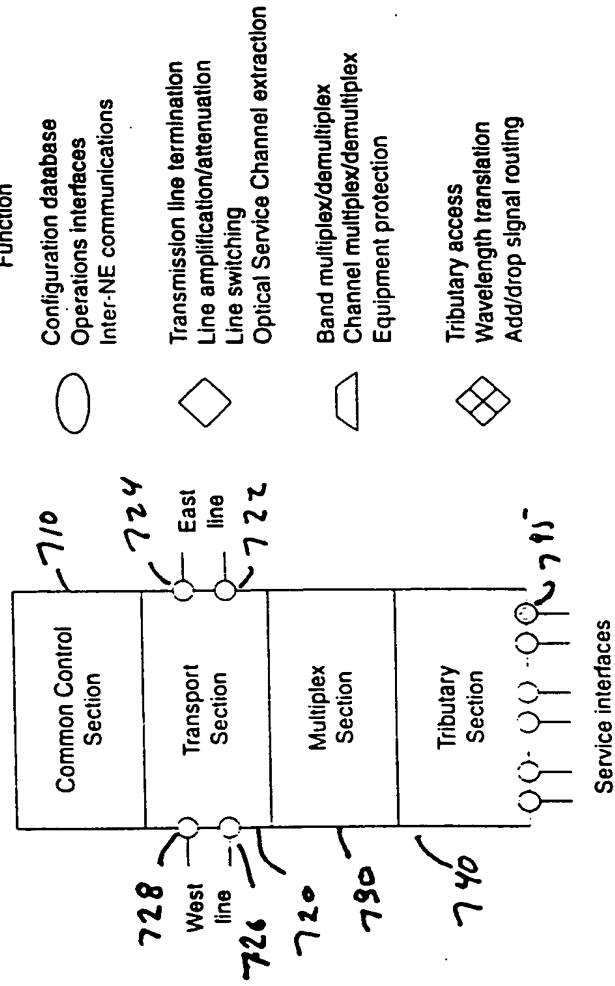 Function
Configuration database
Operations interfaces
Inter-NE communications
Transmission line termination
Line amplification/attenuation
Line switching
Optical Service Channel extraction
Band multiplex/demultiplex
Channel multiplex/demultiplex
Equipment protection
Tributary access
Wavelength translation
Add/drop signal routing
710
Common Control
Section
728
724
West
line
Transport
Section
East
line
726
722
720
Multiplex
Section
730
Tributary
Section
740
745
Service interfaces